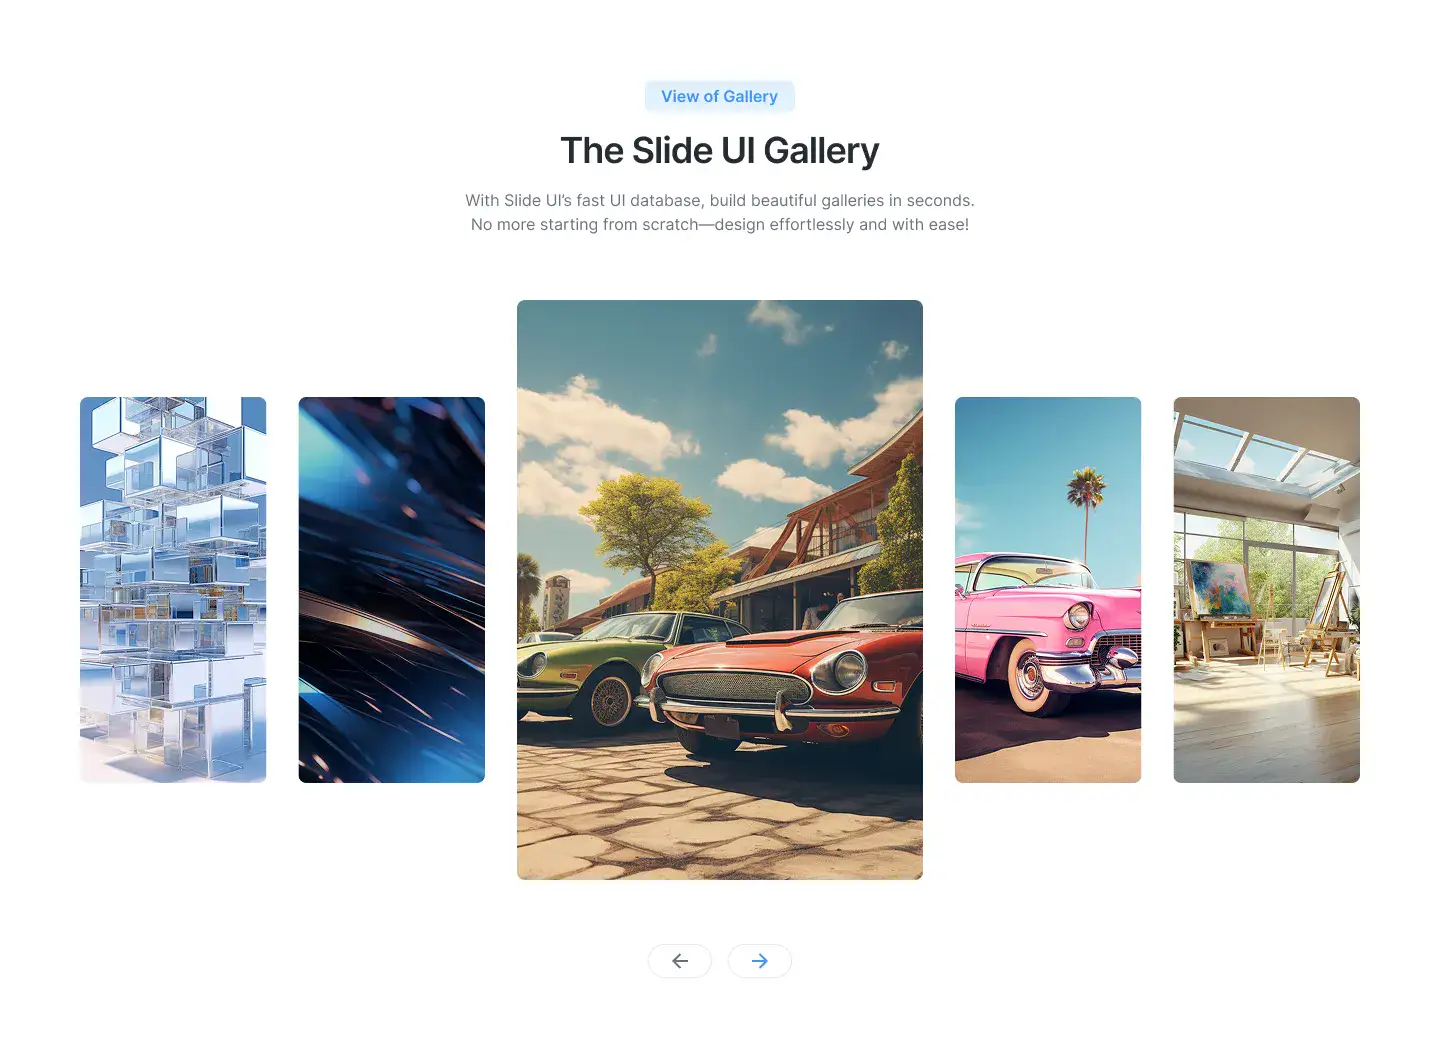 View of Gallery
The Slide UI Gallery
With Slide UI’s fast UI database, build beautiful galleries in seconds.
No more starting from scratch—design effortlessly and with ease!